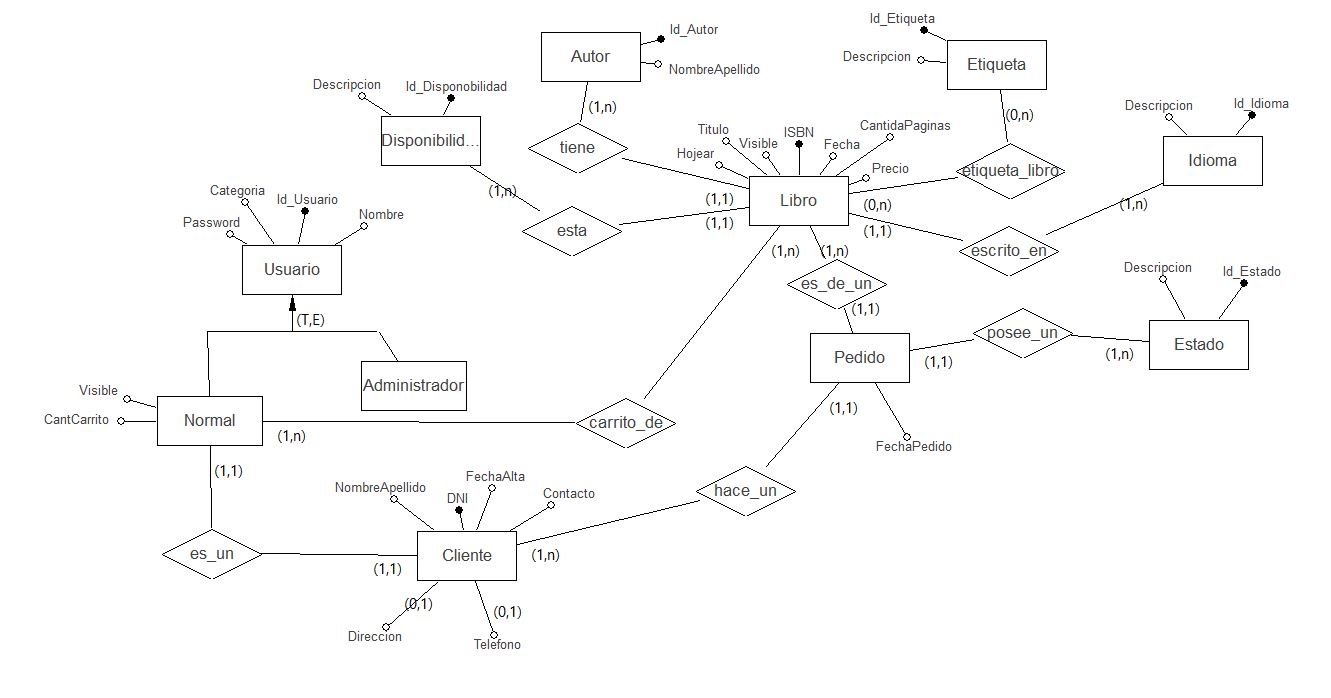 Id_Etiqueta
Id_Autor
Autor
NombreApellido
Descripcion
Etiqueta
Descripcion
Id_Disponobilidad
(1,n)
(0,n)
Descripcion
Id_Idioma
Disponibilid...
tiene
Titulo
Visible
ISBN
Fecha
CantidaPaginas
Hojear
Precio
etiqueta_libro
Idioma
Categoria
Id_Usuario
Nombre
Password
(1,n)
(1,1)
(1,1)
Libro
(0,n)
(1,1)
(1,n)
esta
escrito_en
Usuario
(1,n)
(1,n)
Descripcion
Id_Estado
es_de_un
(1,1)
(T,E)
Pedido
(1,1)
posee_un
(1,n)
Estado
Administrador
Visible
CantCarrito
Normal
(1,n)
carrito_de
(1,1)
FechaPedido
(1,1)
NombreApellido
DNI
FechaAlta
Contacto
hace_un
es_un
(1,1)
Cliente
(1,n)
(0,1)
(0,1)
Direccion
Telefono